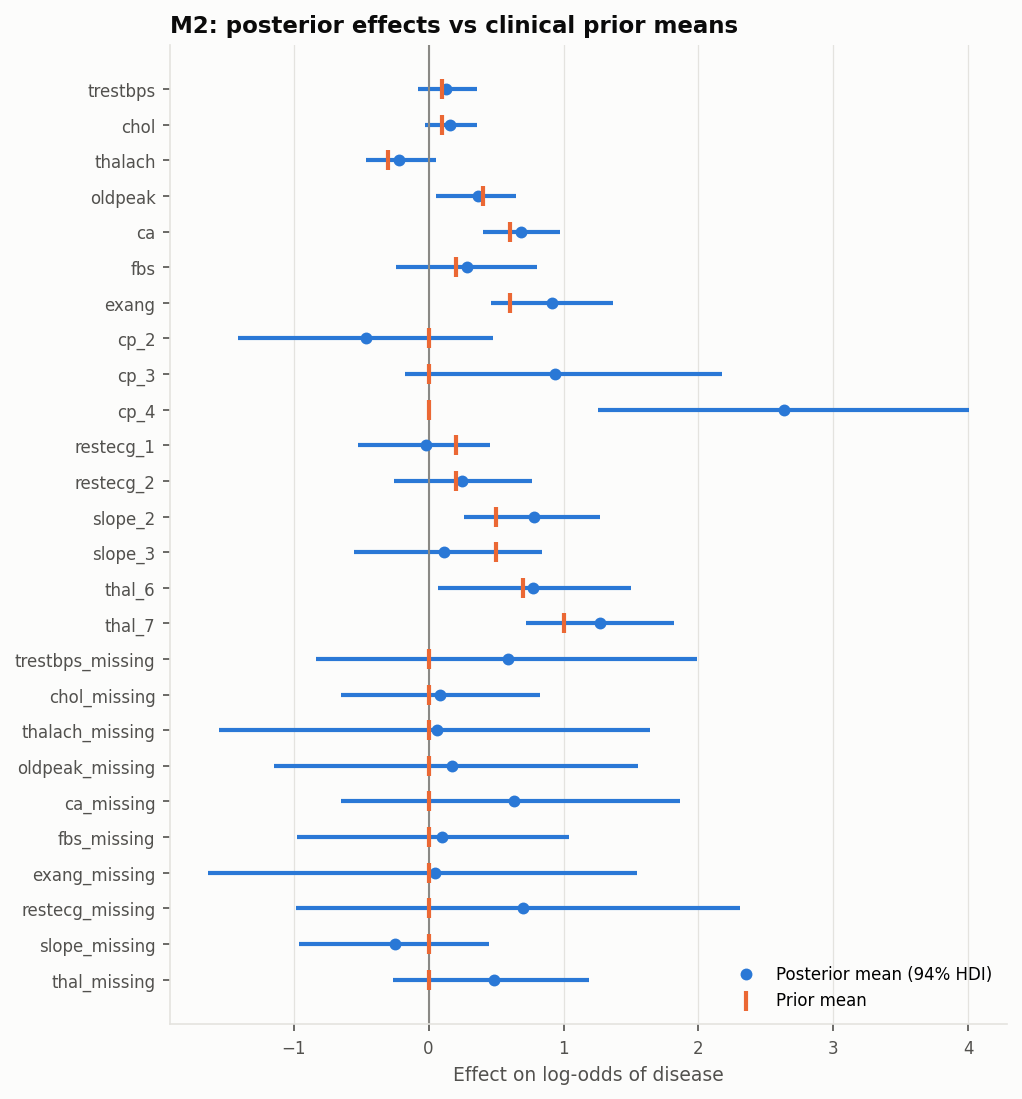 M2: posterior effects vs clinical prior means
trestbps
chol
thalach
oldpeak
ca
fbs
exang
cp_2
cp_3
cp_4
restecg_1
restecg_2
slope_2
slope_3
thal_6
thal_7
trestbps_missing
chol_missing
thalach_missing
oldpeak_missing
ca_missing
fbs_missing
exang_missing
restecg_missing
slope_missing
thal_missing
Posterior mean (94% HDI)
Prior mean
−1 0 1 2 3 4
Effect on log-odds of disease